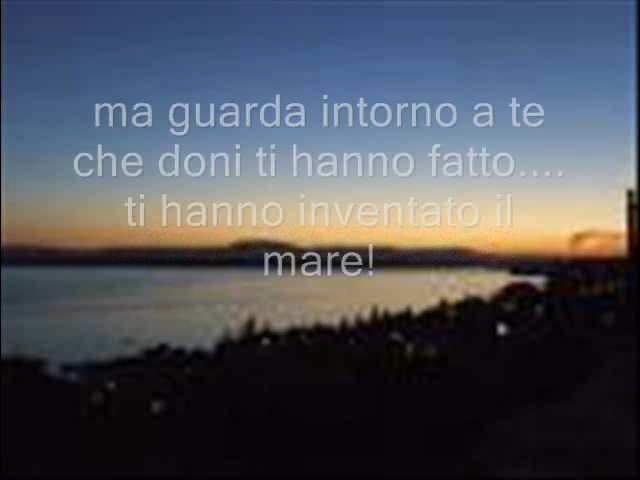 ma guarda intorno a te
che doni ti hanno fatto....
ti hanno inventato il
mare!